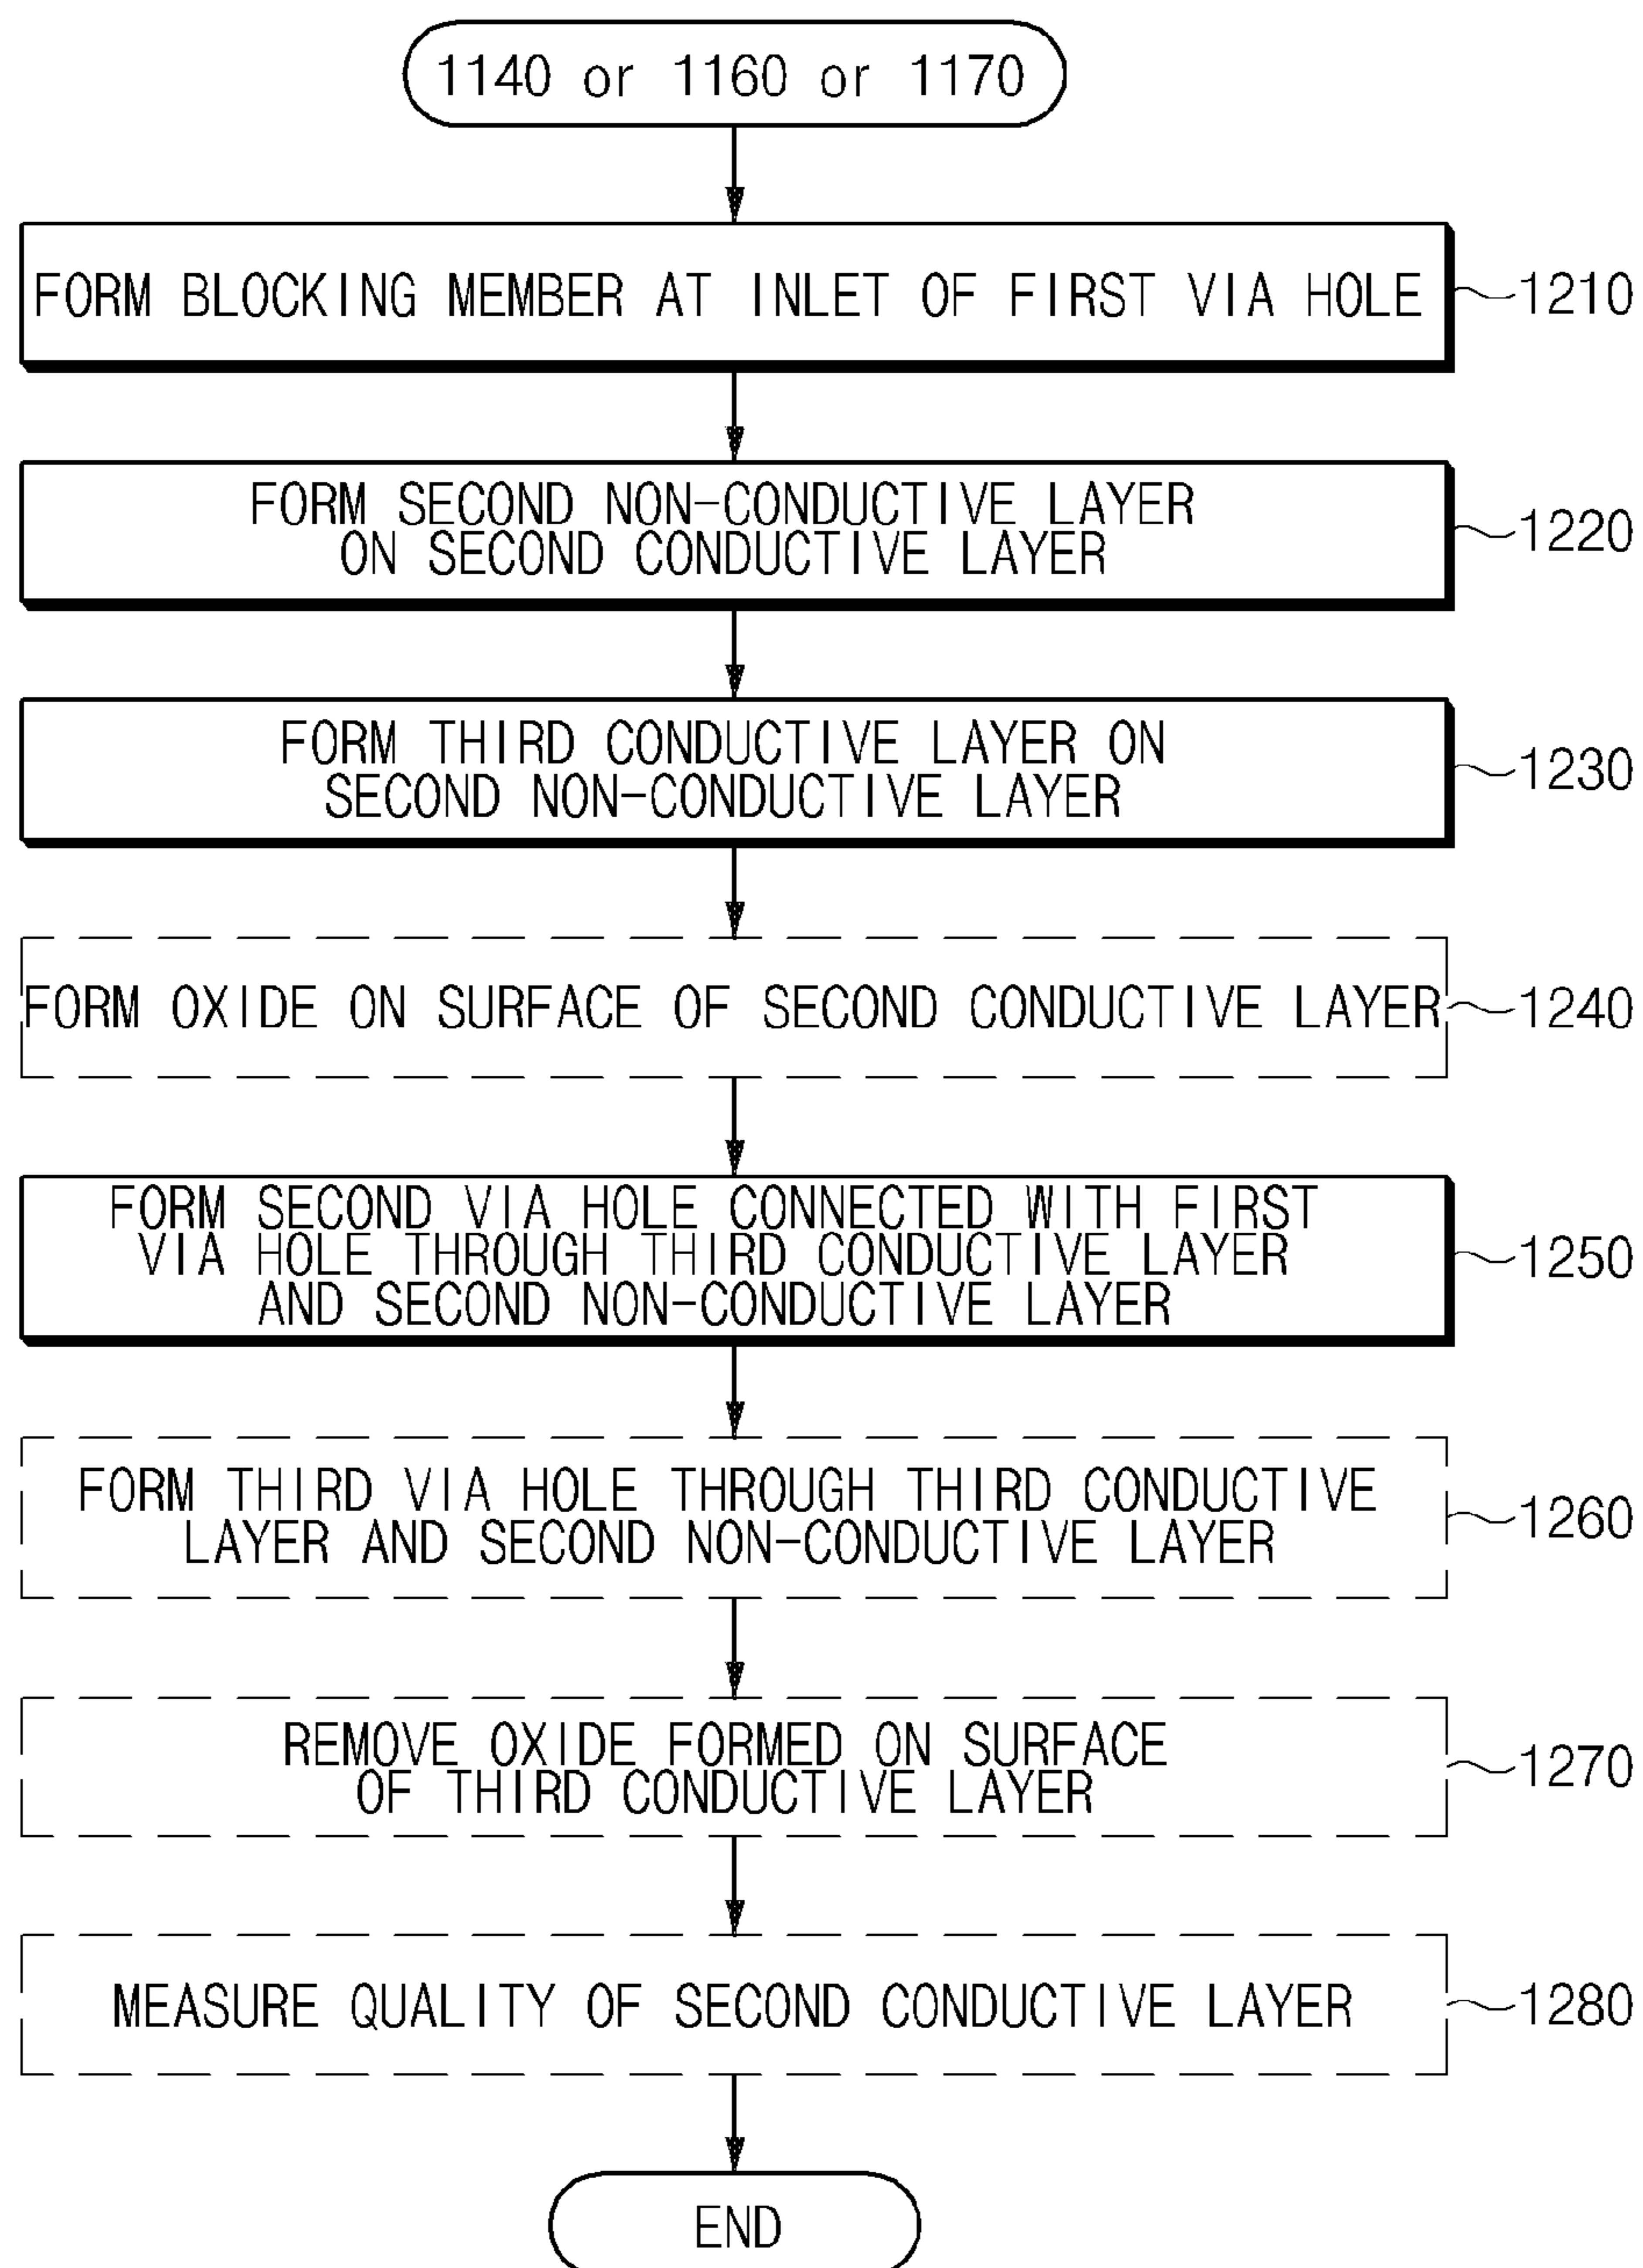 1140 or 1160 or 1170
FORM BLOCKING MEMBER AT INLET OF FIRST VIA HOLE
1210
FORM SECOND NON-CONDUCTIVE LAYER
ON SECOND CONDUCTIVE LAYER
1220
FORM THIRD CONDUCTIVE LAYER ON
SECOND NON-CONDUCTIVE LAYER
1230
FORM OXIDE ON SURFACE OF SECOND CONDUCTIVE LAYER
1240
FORM SECOND VIA HOLE CONNECTED WITH FIRST
VIA HOLE THROUGH THIRD CONDUCTIVE LAYER
AND SECOND NON-CONDUCTIVE LAYER
1250
FORM THIRD VIA HOLE THROUGH THIRD CONDUCTIVE
LAYER AND SECOND NON-CONDUCTIVE LAYER
1260
REMOVE OXIDE FORMED ON SURFACE
OF THIRD CONDUCTIVE LAYER
1270
MEASURE QUALITY OF SECOND CONDUCTIVE LAYER
1280
END